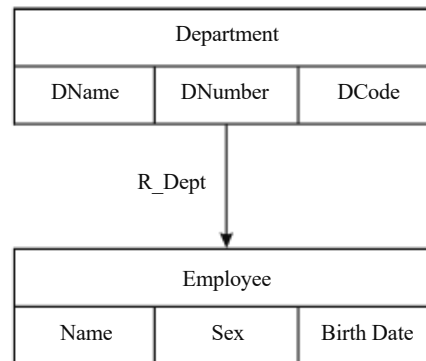 Department
DName DNumber DCode
R_Dept
Employee
Name Sex Birth Date